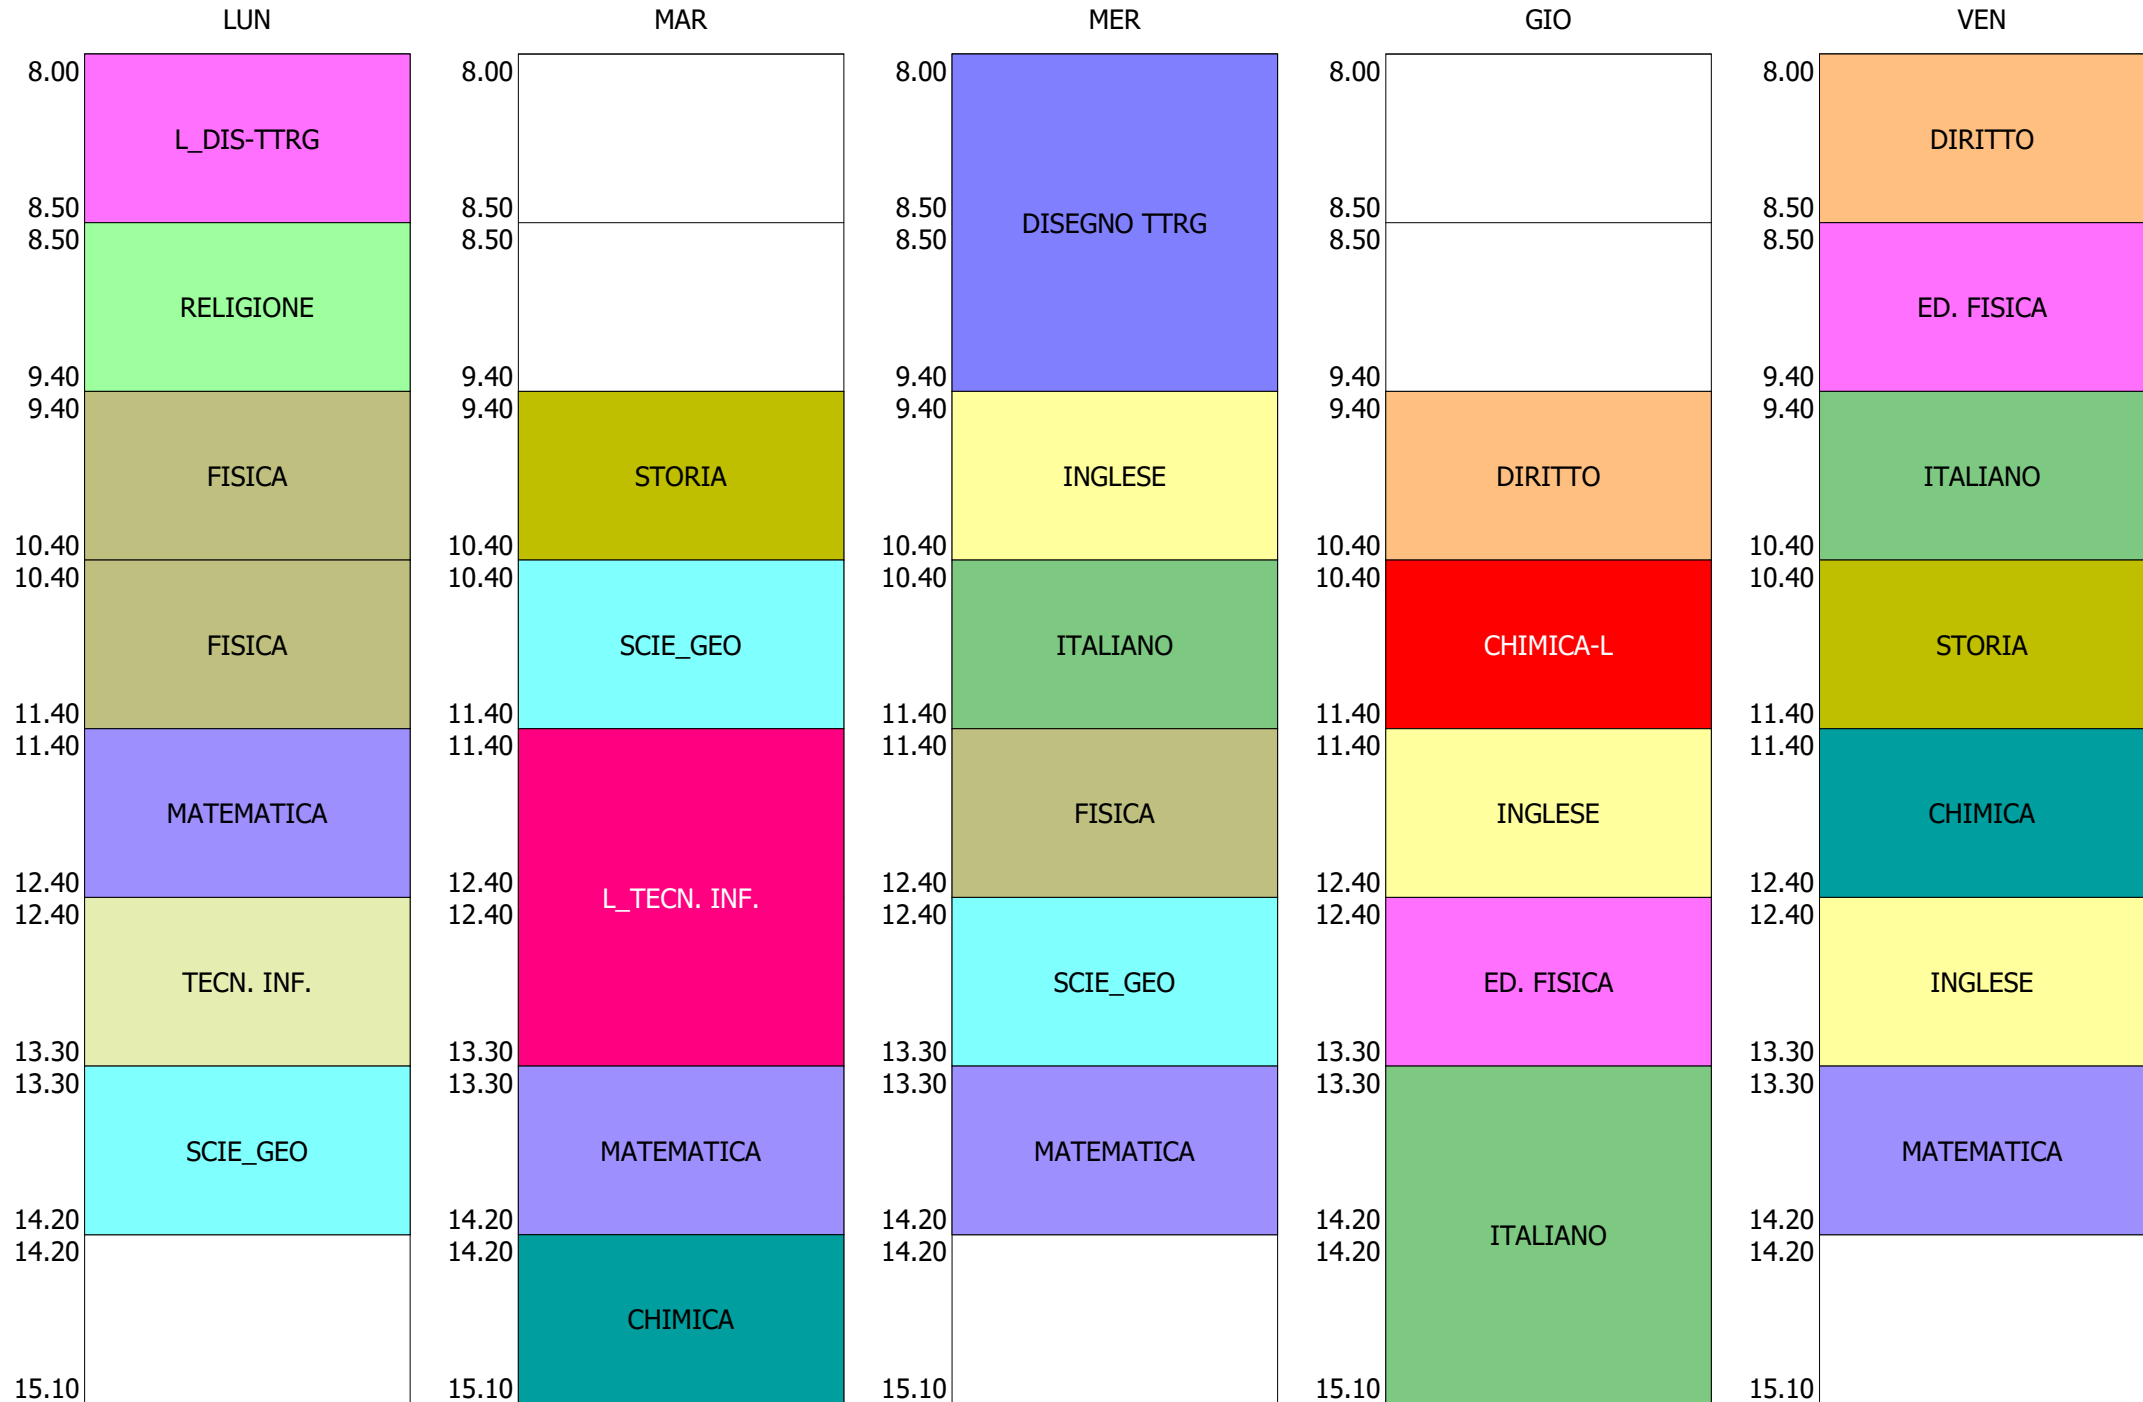 LUN MAR MER GIO VEN
8.00 8.00 8.00 8.00 8.00
L_DIS-TTRG DIRITTO
8.50 8.50 8.50 8.50 8.50
DISEGNO TTRG
8.50 8.50 8.50 8.50 8.50
RELIGIONE ED. FISICA
9.40 9.40 9.40 9.40 9.40
9.40 9.40 9.40 9.40 9.40
FISICA STORIA INGLESE DIRITTO ITALIANO
10.40 10.40 10.40 10.40 10.40
10.40 10.40 10.40 10.40 10.40
FISICA SCIE_GEO ITALIANO CHIMICA-L STORIA
11.40 11.40 11.40 11.40 11.40
11.40 11.40 11.40 11.40 11.40
MATEMATICA FISICA INGLESE CHIMICA
12.40 12.40 12.40 12.40 12.40
L_TECN. INF.
12.40 12.40 12.40 12.40 12.40
TECN. INF. SCIE_GEO ED. FISICA INGLESE
13.30 13.30 13.30 13.30 13.30
13.30 13.30 13.30 13.30 13.30
SCIE_GEO MATEMATICA MATEMATICA MATEMATICA
14.20 14.20 14.20 14.20 14.20
ITALIANO
14.20 14.20 14.20 14.20 14.20
CHIMICA
15.10 15.10 15.10 15.10 15.10